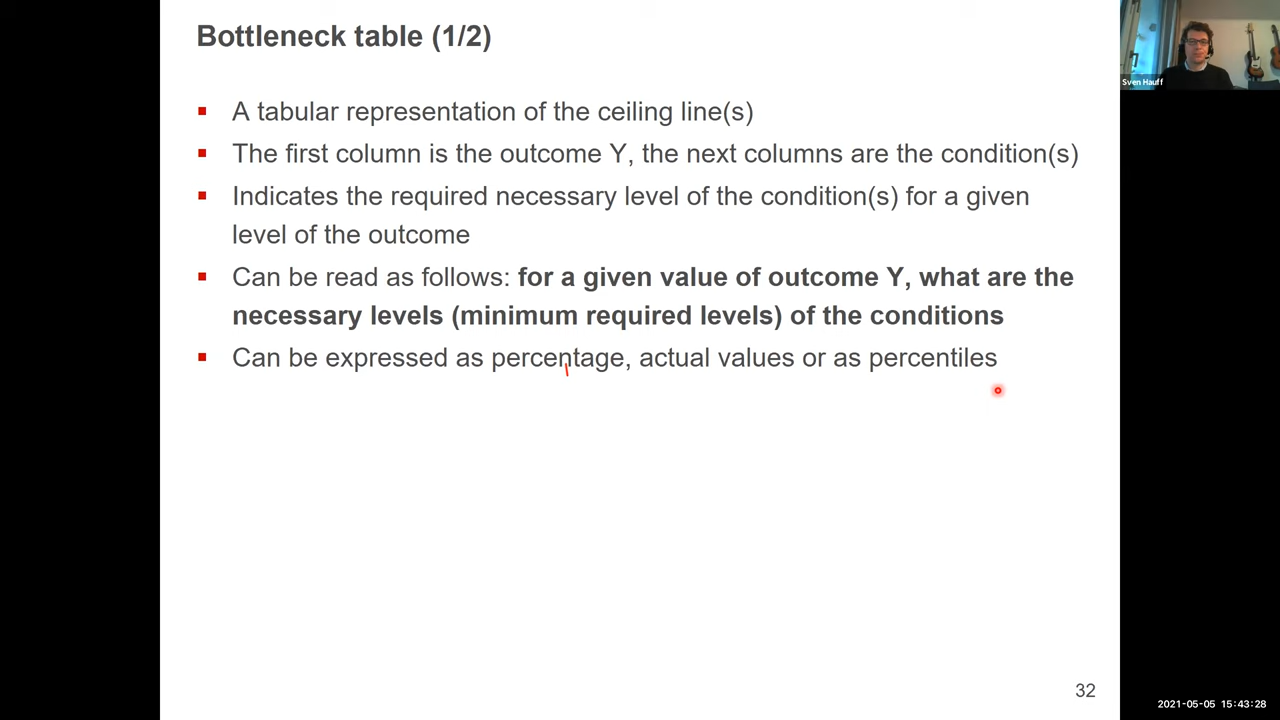 Bottleneck table (1/2)
Sven Hauff
▪ A tabular representation of the ceiling line(s)
▪ The first column is the outcome Y, the next columns are the condition(s)
▪ Indicates the required necessary level of the condition(s) for a given
level of the outcome
▪ Can be read as follows: for a given value of outcome Y, what are the
necessary levels (minimum required levels) of the conditions
▪ Can be expressed as percentage, actual values or as percentiles
32
2021-05-05 15:43:28